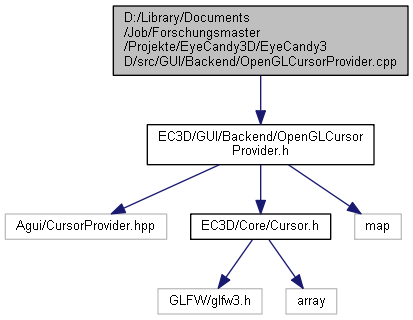 D:/Library/Documents
/Job/Forschungsmaster
/Projekte/EyeCandy3D/EyeCandy3
D/src/GUI/Backend/OpenGLCursorProvider.cpp
EC3D/GUI/Backend/OpenGLCursor
Provider.h
Agui/CursorProvider.hpp
EC3D/Core/Cursor.h
map
GLFW/glfw3.h
array